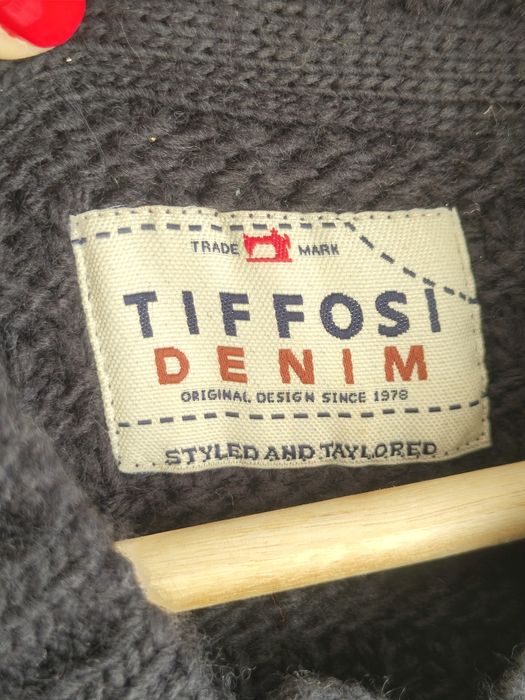 TRADE MARK
TIFFOSI
DENIM
ORIGINAL DESIGN SINCE 1978
STYLED AND TAYLORED